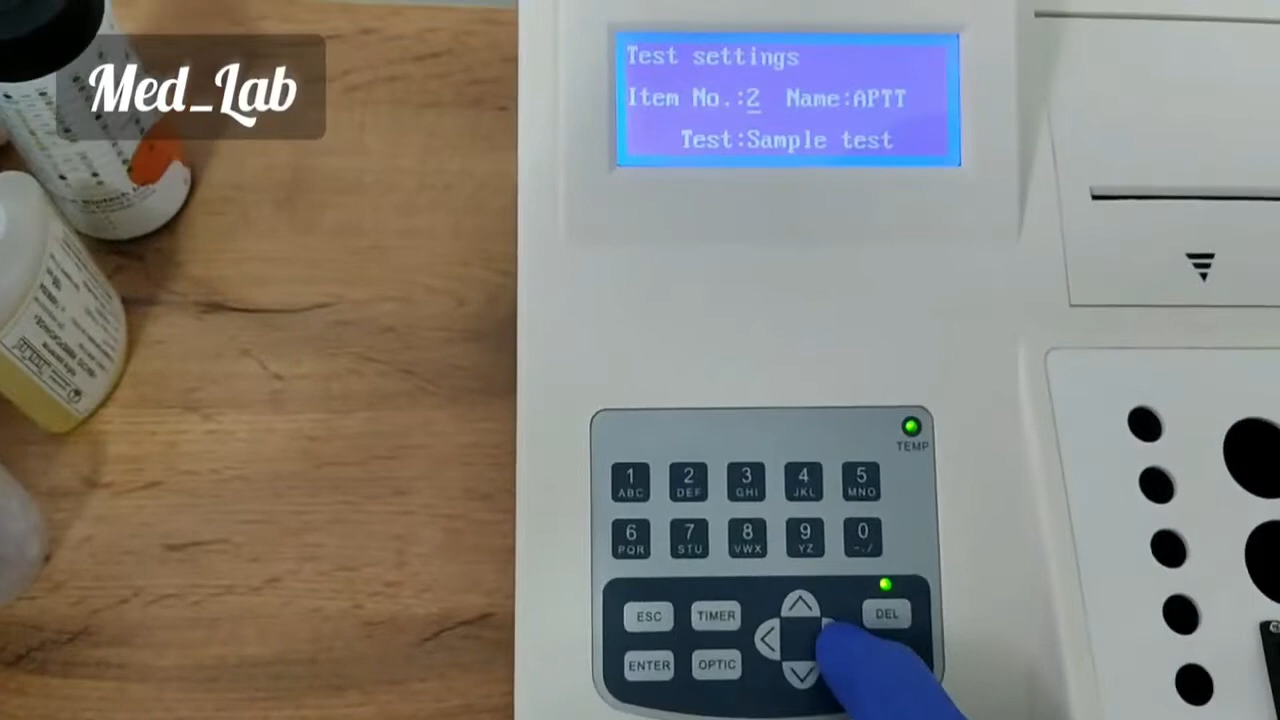 Med_Lab
Test settings
Item No.:2 Name:APTT
Test:Sample test
TEMP
1 2 3 4 5
ABC DEF GHI JKL MNO
6 7 8 9 0
PQR STU VWX YZ -./
ESC TIMER DEL
ENTER OPTIC